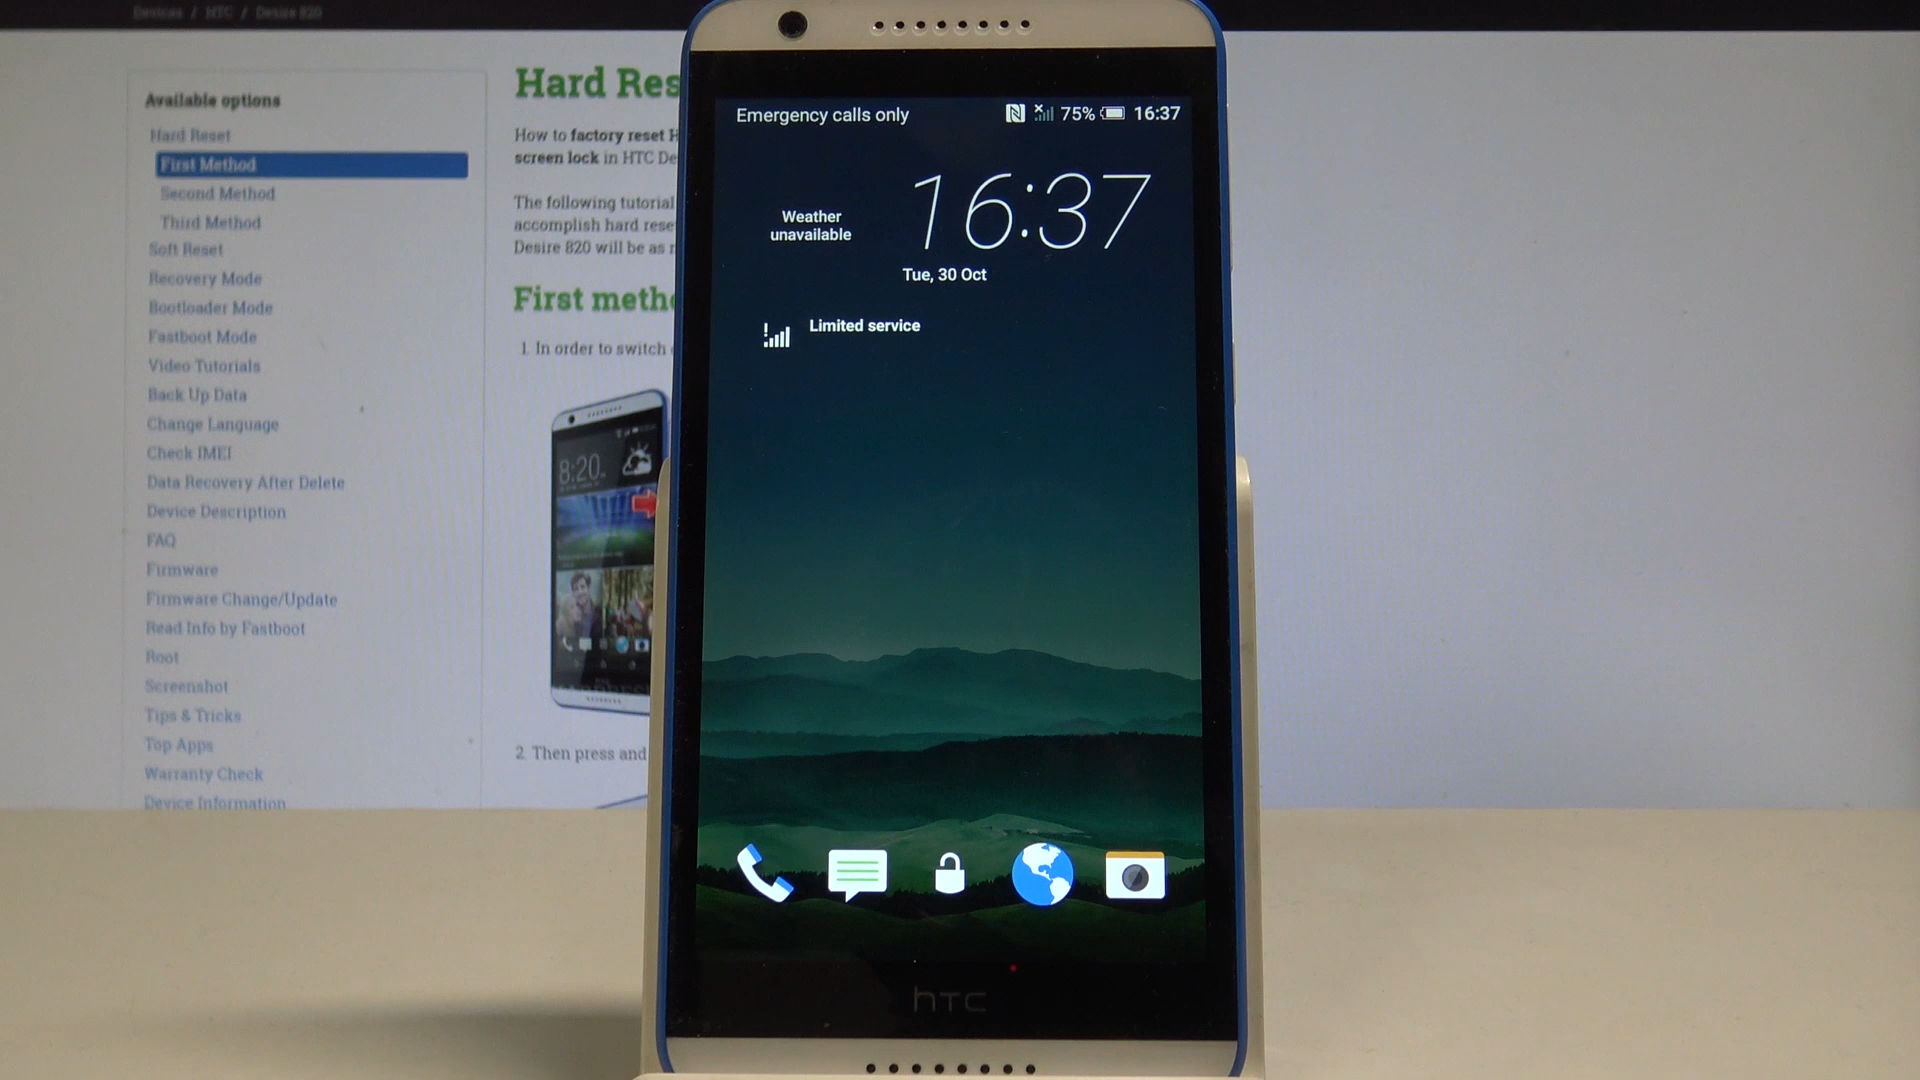 Devices / HTC / Desire 820
Available options
Hard Reset
First Method
Second Method
Third Method
Soft Reset
Recovery Mode
Bootloader Mode
Fastboot Mode
Video Tutorials
Back Up Data
Change Language
Check IMEI
Data Recovery After Delete
Device Description
FAQ
Firmware
Firmware Change/Update
Read Info by Fastboot
Root
Screenshot
Tips & Tricks
Top Apps
Warranty Check
Device Information
Hard Res
How to factory reset H
screen lock in HTC De
The following tutorial
accomplish hard rese
Desire 820 will be as
First meth
1. In order to switch
8:20
2. Then press and
Emergency calls only
75%
16:37
16:37
Weather
unavailable
Tue, 30 Oct
Limited service
hTC